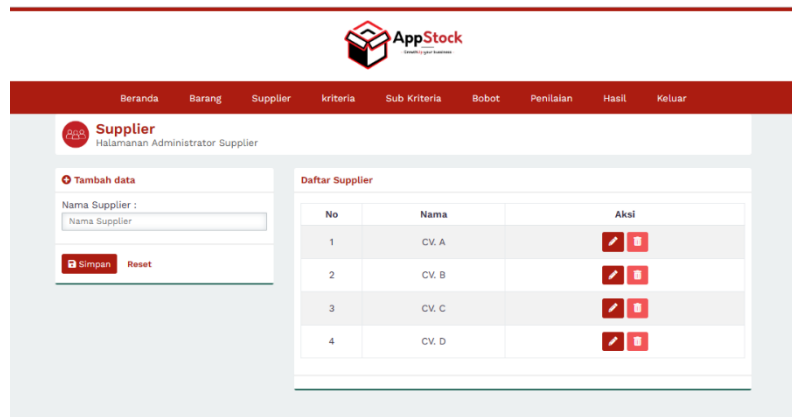 AppStock
Beranda Barang Supplier kriteria Sub Kriteria Bobot Penilaian Hasil Keluar
Supplier
Halamanan Administrator Supplier
Tambah data
Nama Supplier :
Nama Supplier
Simpan Reset
Daftar Supplier
No Nama Aksi
1 CV. A
2 CV. B
3 CV. C
4 CV. D